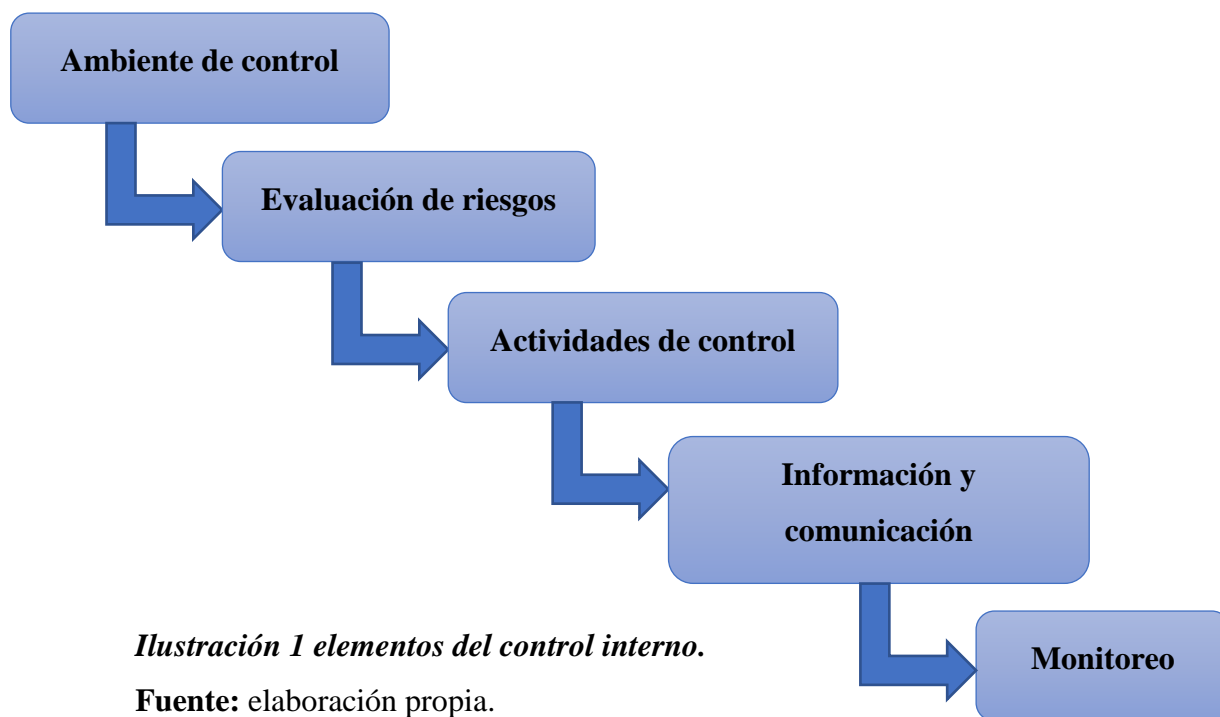 Ambiente de control
Evaluación de riesgos
Actividades de control
Información y
comunicación
Monitoreo
Ilustración 1 elementos del control interno.
Fuente: elaboración propia.